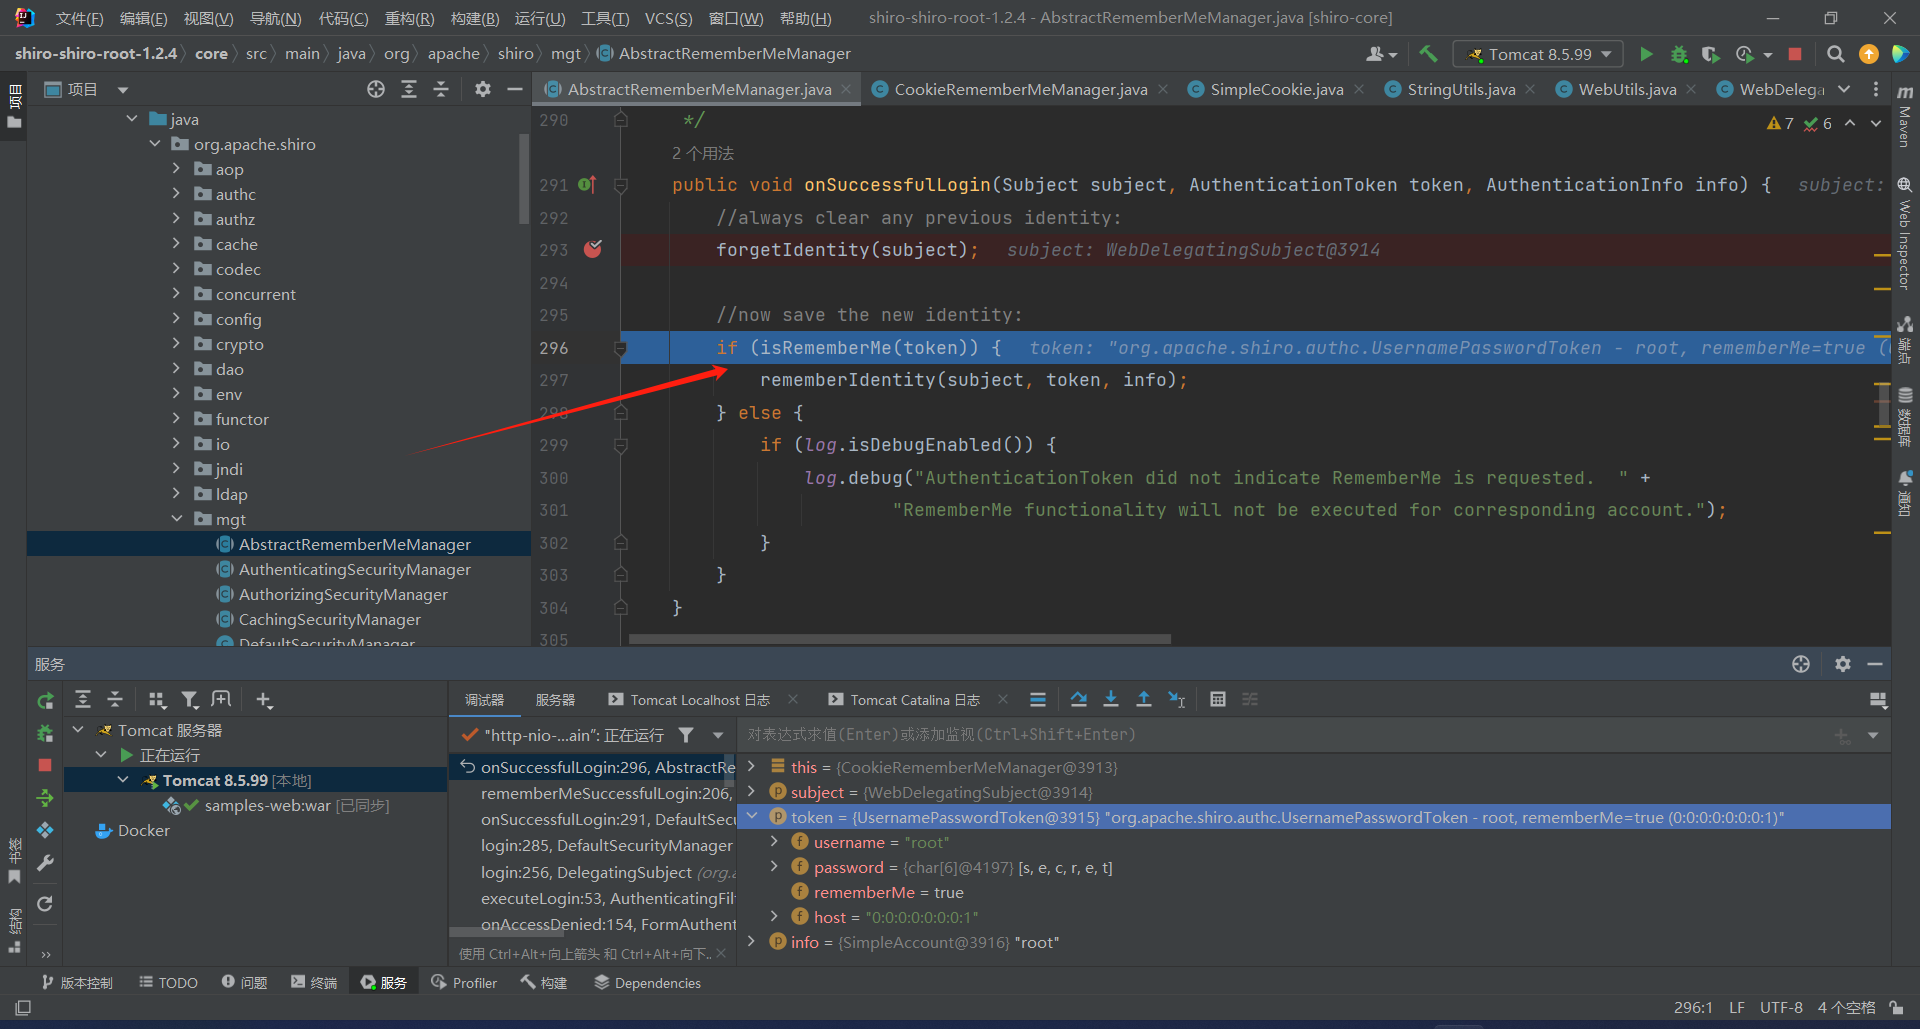 文件(F) 编辑(E) 视图(V) 导航(N) 代码(C) 重构(R) 构建(B) 运行(U) 工具(T) VCS(S) 窗口(W) 帮助(H) shiro-shiro-root-1.2.4 - AbstractRememberMeManager.java [shiro-core]
shiro-shiro-root-1.2.4 core src main java org apache shiro mgt AbstractRememberMeManager Tomcat 8.5.99
项目
项目
AbstractRememberMeManager.java CookieRememberMeManager.java SimpleCookie.java StringUtils.java WebUtils.java WebDelega
java
org.apache.shiro
aop
authc
authz
cache
codec
concurrent
config
crypto
dao
env
functor
io
jndi
ldap
mgt
AbstractRememberMeManager
AuthenticatingSecurityManager
AuthorizingSecurityManager
CachingSecurityManager
DefaultSecurityManager
7 6
290 */
2 个用法
291 public void onSuccessfulLogin(Subject subject, AuthenticationToken token, AuthenticationInfo info) { subject:
292 //always clear any previous identity:
293 forgetIdentity(subject); subject: WebDelegatingSubject@3914
294
295 //now save the new identity:
296 if (isRememberMe(token)) { token: "org.apache.shiro.authc.UsernamePasswordToken - root, rememberMe=true (
297 rememberIdentity(subject, token, info);
298 } else {
299 if (log.isDebugEnabled()) {
300 log.debug("AuthenticationToken did not indicate RememberMe is requested.  " +
301 "RememberMe functionality will not be executed for corresponding account.");
302 }
303 }
304 }
305
Maven
Web Inspector
端点
数据库
通知
服务
调试器 服务器 Tomcat Localhost 日志 Tomcat Catalina 日志
Tomcat 服务器
正在运行
Tomcat 8.5.99 [本地]
samples-web:war [已同步]
Docker
"http-nio-...ain": 正在运行
onSuccessfulLogin:296, AbstractRe
rememberMeSuccessfulLogin:206,
onSuccessfulLogin:291, DefaultSecu
login:285, DefaultSecurityManager
login:256, DelegatingSubject (org.a
executeLogin:53, AuthenticatingFil
onAccessDenied:154, FormAuthent
使用 Ctrl+Alt+向上箭头 和 Ctrl+Alt+向下..
对表达式求值(Enter)或添加监视(Ctrl+Shift+Enter)
this = {CookieRememberMeManager@3913}
subject = {WebDelegatingSubject@3914}
token = {UsernamePasswordToken@3915} "org.apache.shiro.authc.UsernamePasswordToken - root, rememberMe=true (0:0:0:0:0:0:0:1)"
username = "root"
password = {char[6]@4197} [s, e, c, r, e, t]
rememberMe = true
host = "0:0:0:0:0:0:0:1"
info = {SimpleAccount@3916} "root"
书签
结构
版本控制 TODO 问题 终端 服务 Profiler 构建 Dependencies
296:1 LF UTF-8 4 个空格